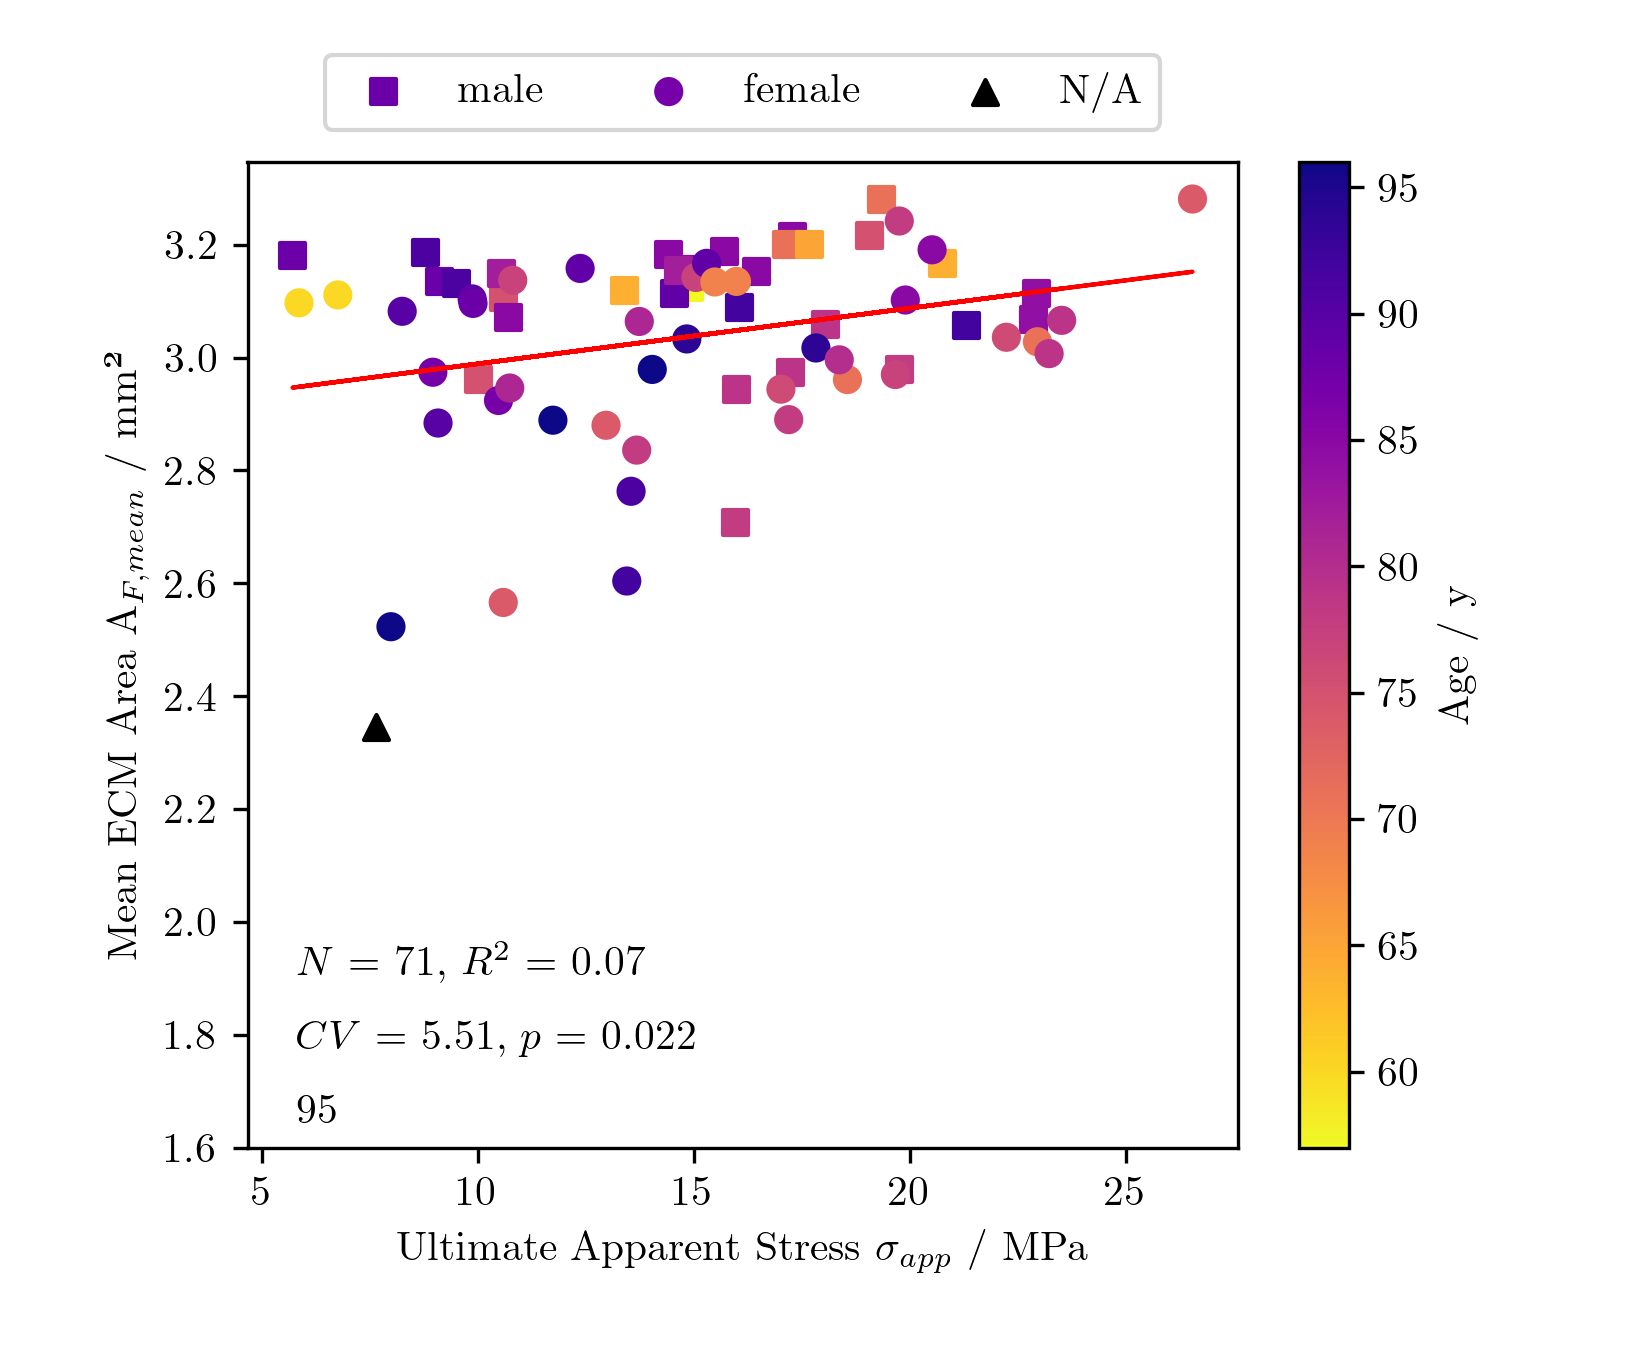 male female N/A
Mean ECM Area A_{F,mean} / mm²
3.2
3.0
2.8
2.6
2.4
2.2
2.0
1.8
1.6
N = 71, R² = 0.07
CV = 5.51, p = 0.022
95
5 10 15 20 25
Ultimate Apparent Stress σ_{app} / MPa
95
90
85
80
75
70
65
60
Age / y